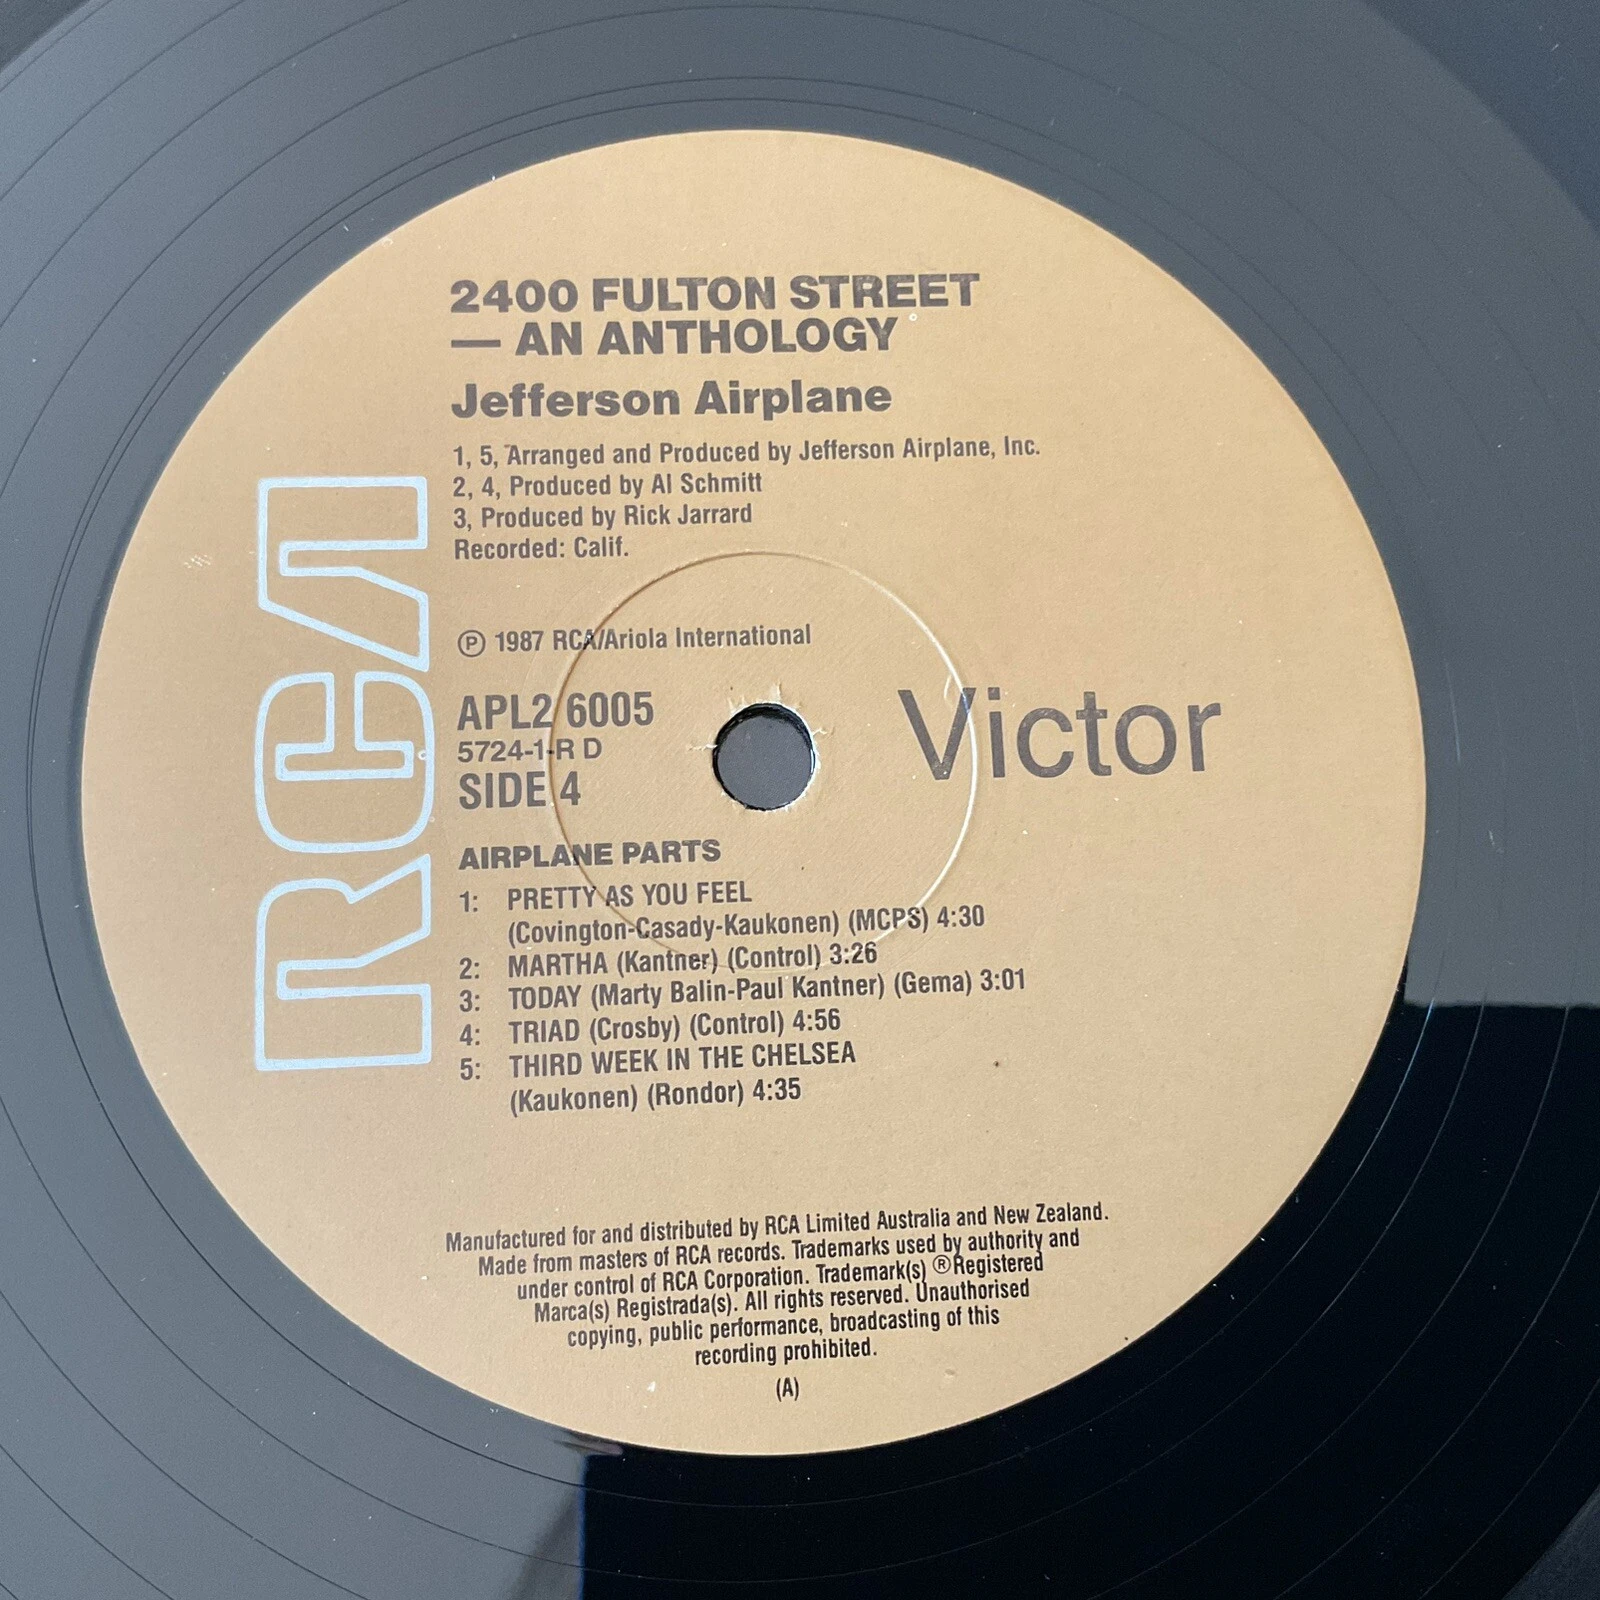 2400 FULTON STREET
— AN ANTHOLOGY
Jefferson Airplane
1, 5, Arranged and Produced by Jefferson Airplane, Inc.
2, 4, Produced by Al Schmitt
3, Produced by Rick Jarrard
Recorded: Calif.
RCA
Ⓟ 1987 RCA/Ariola International
APL2 6005
5724-1-R D
SIDE 4
Victor
AIRPLANE PARTS
1: PRETTY AS YOU FEEL
(Covington-Casady-Kaukonen) (MCPS) 4:30
2: MARTHA (Kantner) (Control) 3:26
3: TODAY (Marty Balin-Paul Kantner) (Gema) 3:01
4: TRIAD (Crosby) (Control) 4:56
5: THIRD WEEK IN THE CHELSEA
(Kaukonen) (Rondor) 4:35
Manufactured for and distributed by RCA Limited Australia and New Zealand.
Made from masters of RCA records. Trademarks used by authority and
under control of RCA Corporation. Trademark(s) ®Registered
Marca(s) Registrada(s). All rights reserved. Unauthorised
copying, public performance, broadcasting of this
recording prohibited.
(A)